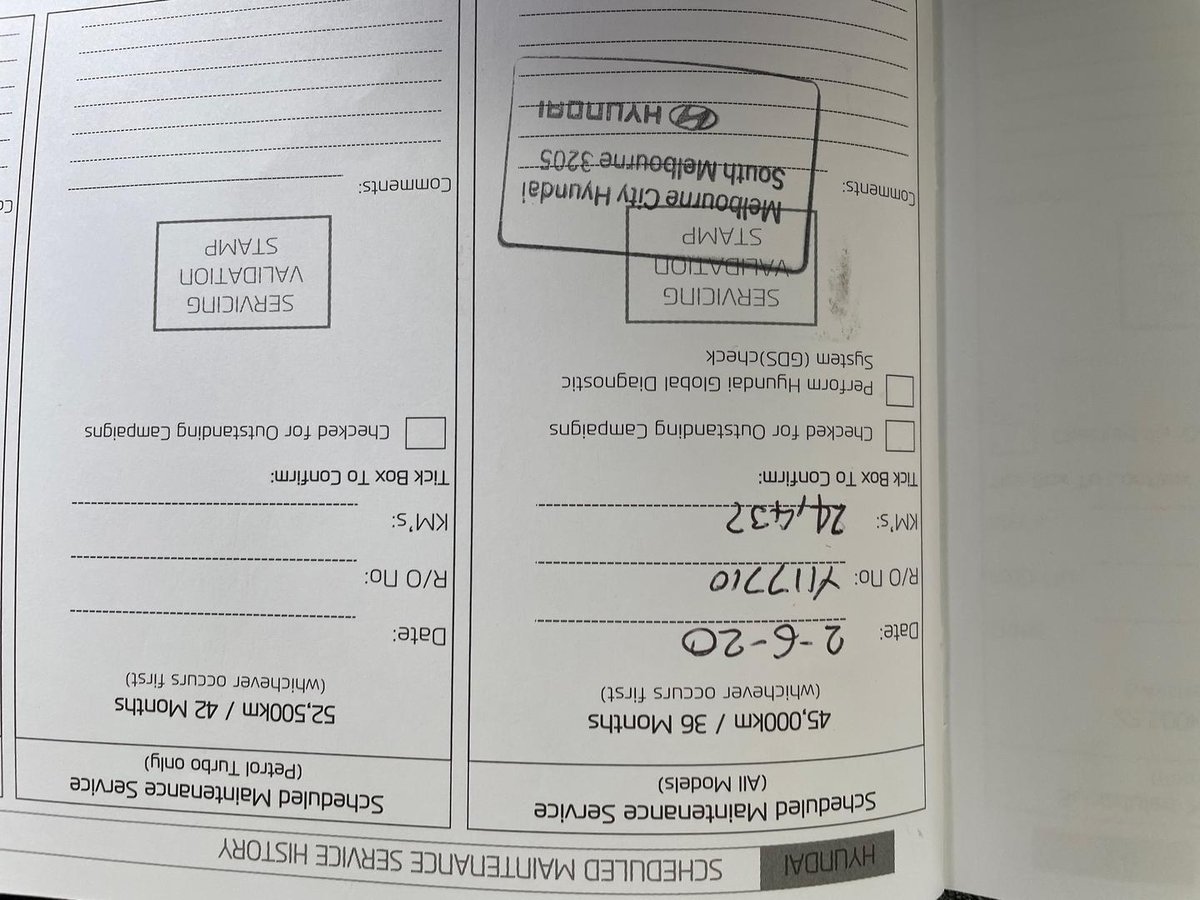 HYUNDAI
SCHEDULED MAINTENANCE SERVICE HISTORY
Scheduled Maintenance Service
(All Models)
45,000km / 36 Months
(whichever occurs first)
Date: 2-6-20
R/O no: Y117710
KM's: 24,437
Tick Box To Confirm:
Checked for Outstanding Campaigns
Perform Hyundai Global Diagnostic
System (GDS)check
SERVICING
VALIDATION
STAMP
Melbourne City Hyundai
South Melbourne 3205
HYUNDAI
Comments:
Scheduled Maintenance Service
(Petrol Turbo only)
52,500km / 42 Months
(whichever occurs first)
Date:
R/O no:
KM's:
Tick Box To Confirm:
Checked for Outstanding Campaigns
SERVICING
VALIDATION
STAMP
Comments: